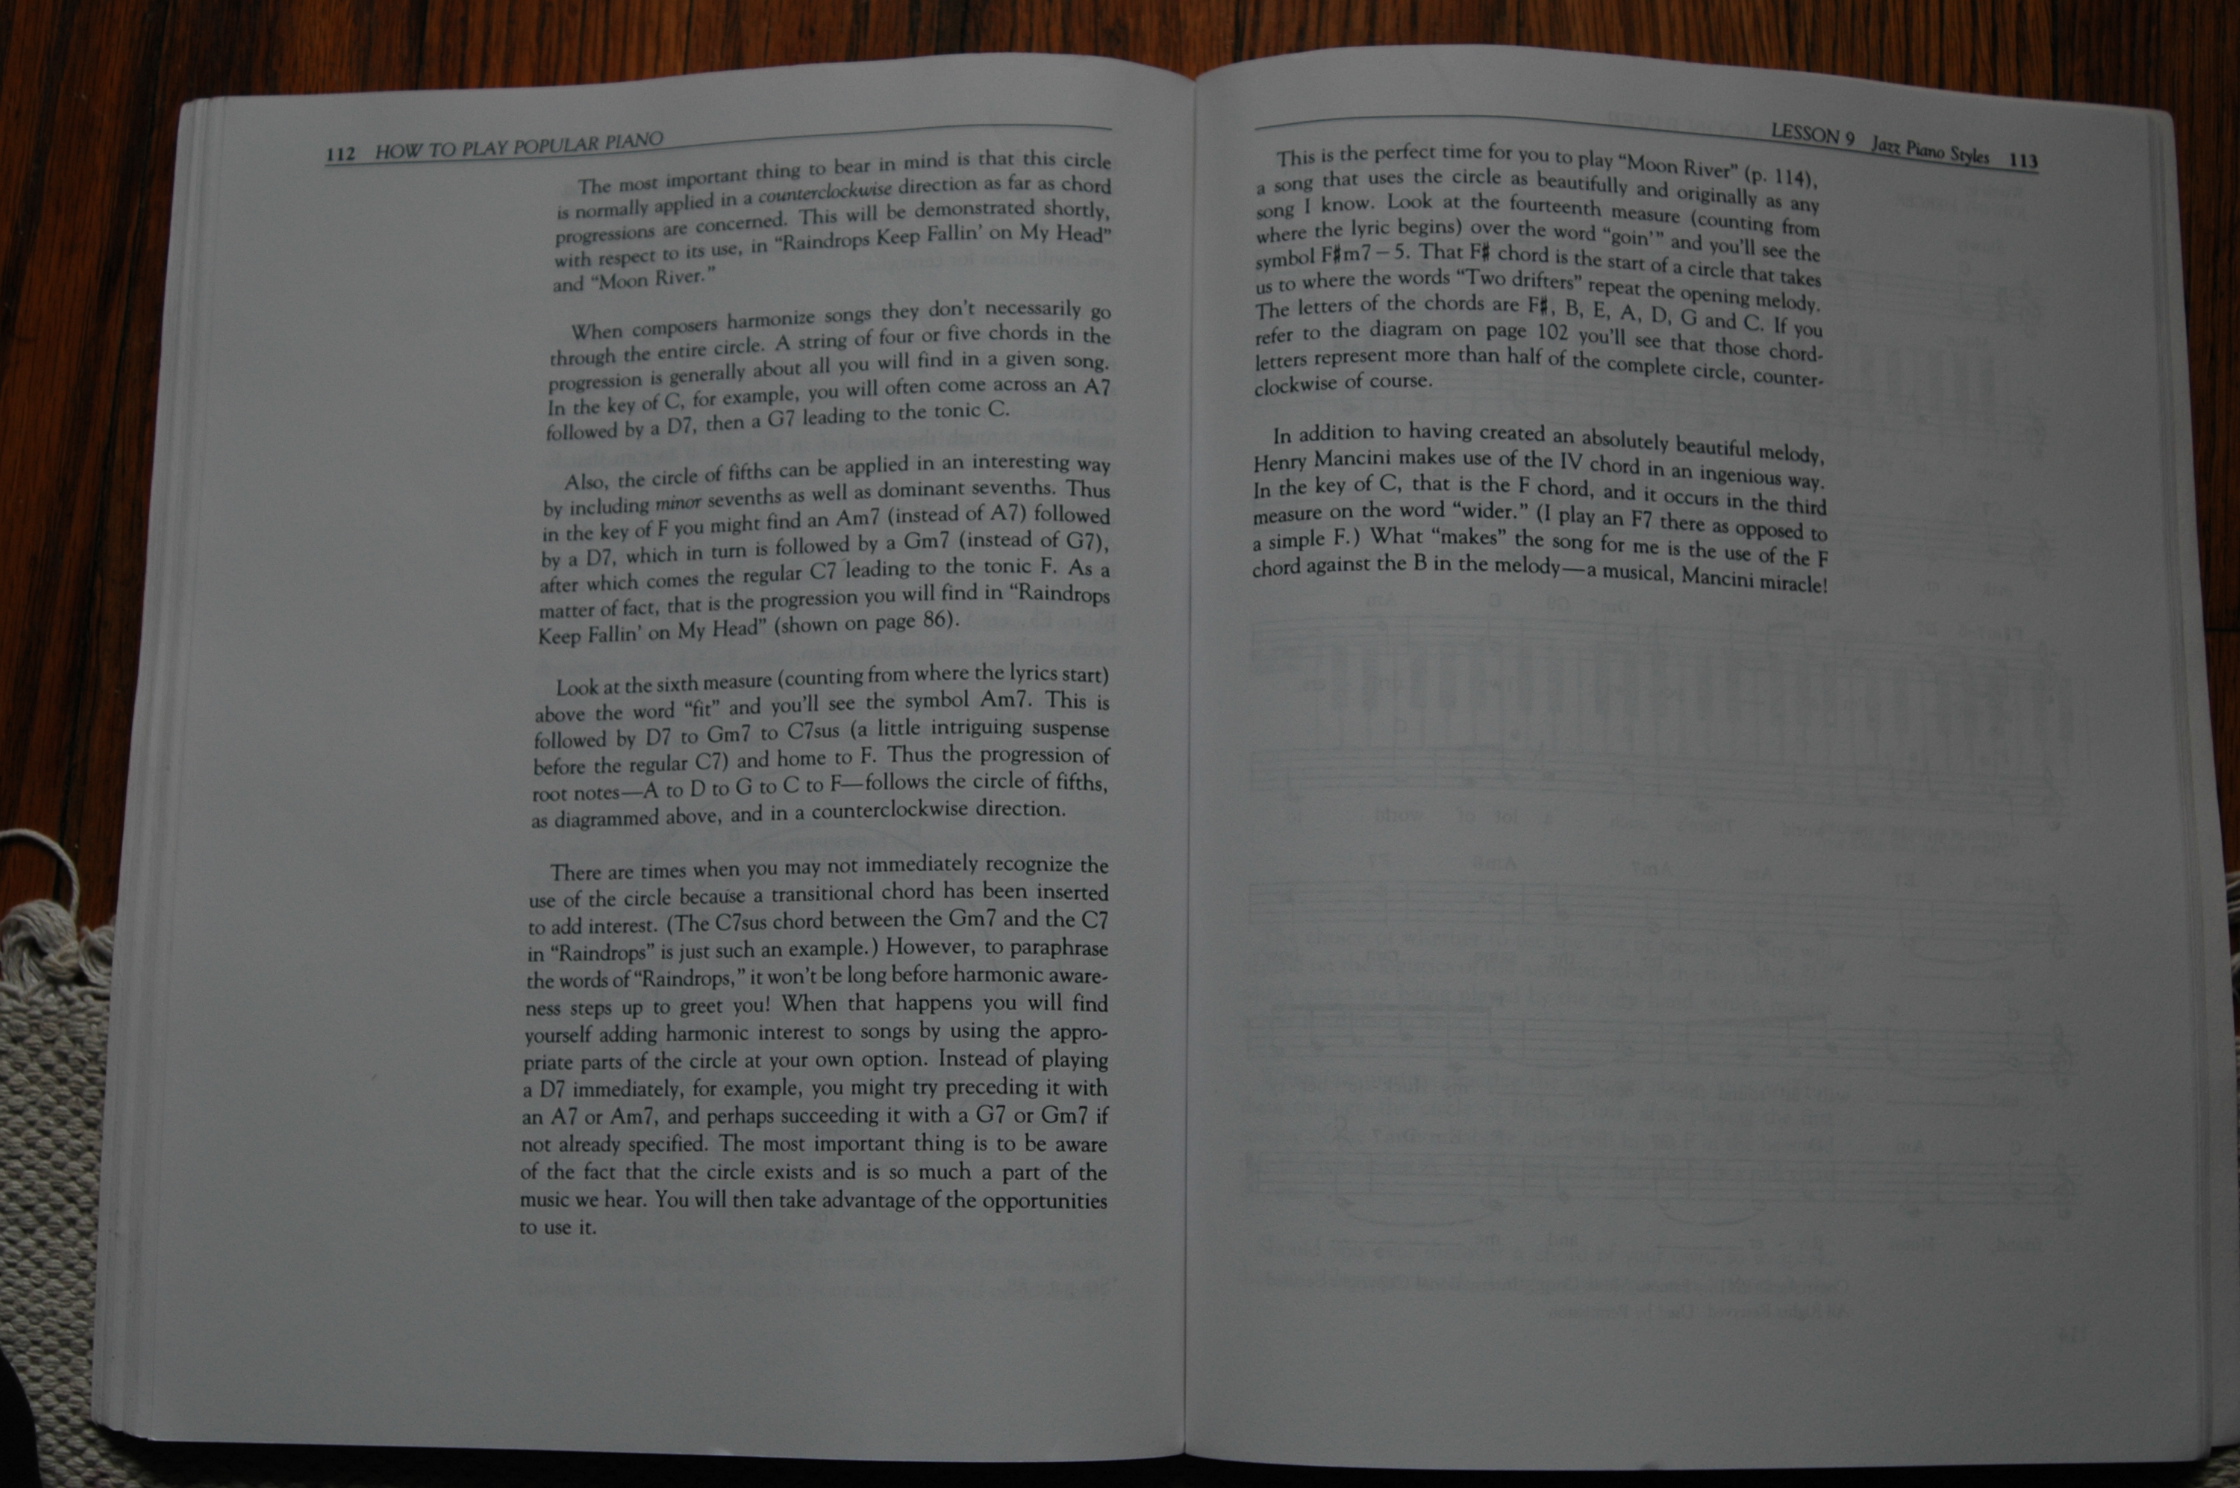 112 HOW TO PLAY POPULAR PIANO
The most important thing to bear in mind is that this circle
is normally applied in a counterclockwise direction as far as chord
progressions are concerned. This will be demonstrated shortly,
with respect to its use, in “Raindrops Keep Fallin’ on My Head”
and “Moon River.”
When composers harmonize songs they don’t necessarily go
through the entire circle. A string of four or five chords in the
progression is generally about all you will find in a given song.
In the key of C, for example, you will often come across an A7
followed by a D7, then a G7 leading to the tonic C.
Also, the circle of fifths can be applied in an interesting way
by including minor sevenths as well as dominant sevenths. Thus
in the key of F you might find an Am7 (instead of A7) followed
by a D7, which in turn is followed by a Gm7 (instead of G7),
after which comes the regular C7 leading to the tonic F. As a
matter of fact, that is the progression you will find in “Raindrops
Keep Fallin’ on My Head” (shown on page 86).
Look at the sixth measure (counting from where the lyrics start)
above the word “fit” and you’ll see the symbol Am7. This is
followed by D7 to Gm7 to C7sus (a little intriguing suspense
before the regular C7) and home to F. Thus the progression of
root notes—A to D to G to C to F—follows the circle of fifths,
as diagrammed above, and in a counterclockwise direction.
There are times when you may not immediately recognize the
use of the circle because a transitional chord has been inserted
to add interest. (The C7sus chord between the Gm7 and the C7
in “Raindrops” is just such an example.) However, to paraphrase
the words of “Raindrops,” it won’t be long before harmonic aware-
ness steps up to greet you! When that happens you will find
yourself adding harmonic interest to songs by using the appro-
priate parts of the circle at your own option. Instead of playing
a D7 immediately, for example, you might try preceding it with
an A7 or Am7, and perhaps succeeding it with a G7 or Gm7 if
not already specified. The most important thing is to be aware
of the fact that the circle exists and is so much a part of the
music we hear. You will then take advantage of the opportunities
to use it.
LESSON 9 Jazz Piano Styles 113
This is the perfect time for you to play “Moon River” (p. 114),
a song that uses the circle as beautifully and originally as any
song I know. Look at the fourteenth measure (counting from
where the lyric begins) over the word “goin’” and you’ll see the
symbol F♯m7−5. That F♯ chord is the start of a circle that takes
us to where the words “Two drifters” repeat the opening melody.
The letters of the chords are F♯, B, E, A, D, G and C. If you
refer to the diagram on page 102 you’ll see that those chord-
letters represent more than half of the complete circle, counter-
clockwise of course.
In addition to having created an absolutely beautiful melody,
Henry Mancini makes use of the IV chord in an ingenious way.
In the key of C, that is the F chord, and it occurs in the third
measure on the word “wider.” (I play an F7 there as opposed to
a simple F.) What “makes” the song for me is the use of the F
chord against the B in the melody—a musical, Mancini miracle!